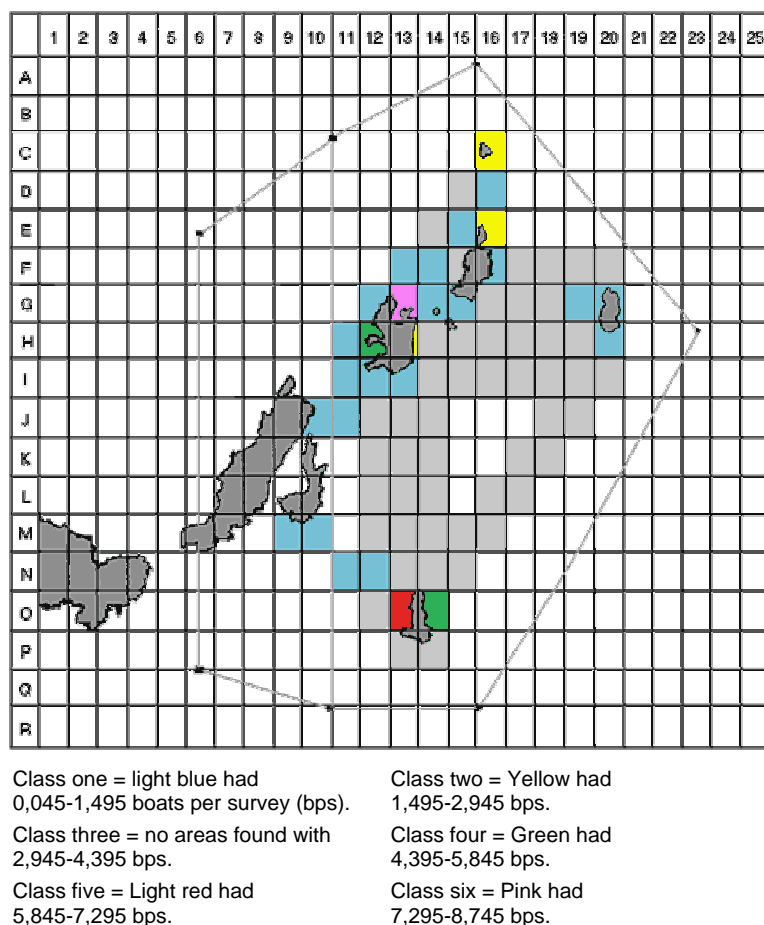 1 2 3 4 5 6 7 8 9 10 11 12 13 14 15 16 17 18 19 20 21 22 23 24 25
A
B
C
D
E
F
G
H
I
J
K
L
M
N
O
P
Q
R
Class one = light blue had
0,045-1,495 boats per survey (bps).
Class two = Yellow had
1,495-2,945 bps.
Class three = no areas found with
2,945-4,395 bps.
Class four = Green had
4,395-5,845 bps.
Class five = Light red had
5,845-7,295 bps.
Class six = Pink had
7,295-8,745 bps.